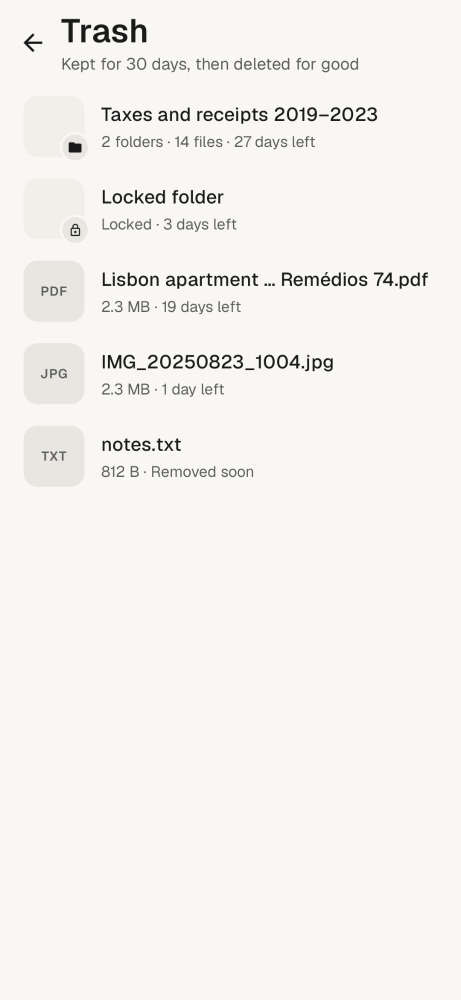 Trash
Kept for 30 days, then deleted for good
Taxes and receipts 2019–2023
2 folders · 14 files · 27 days left
Locked folder
Locked · 3 days left
PDF
Lisbon apartment … Remédios 74.pdf
2.3 MB · 19 days left
JPG
IMG_20250823_1004.jpg
2.3 MB · 1 day left
TXT
notes.txt
812 B · Removed soon